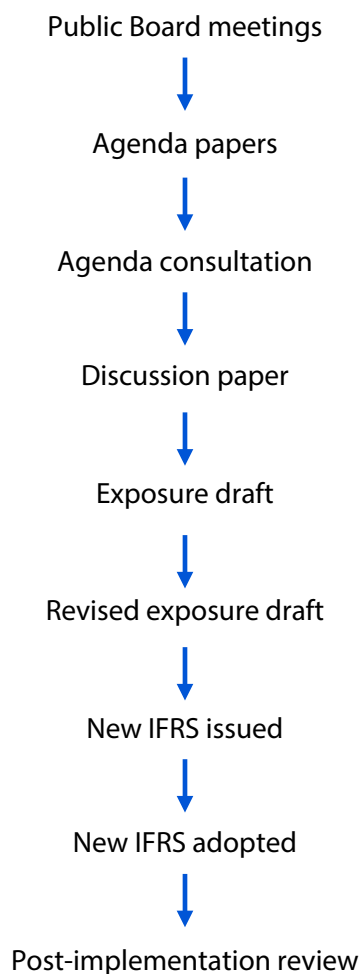 Public Board meetings
Agenda papers
Agenda consultation
Discussion paper
Exposure draft
Revised exposure draft
New IFRS issued
New IFRS adopted
Post-implementation review